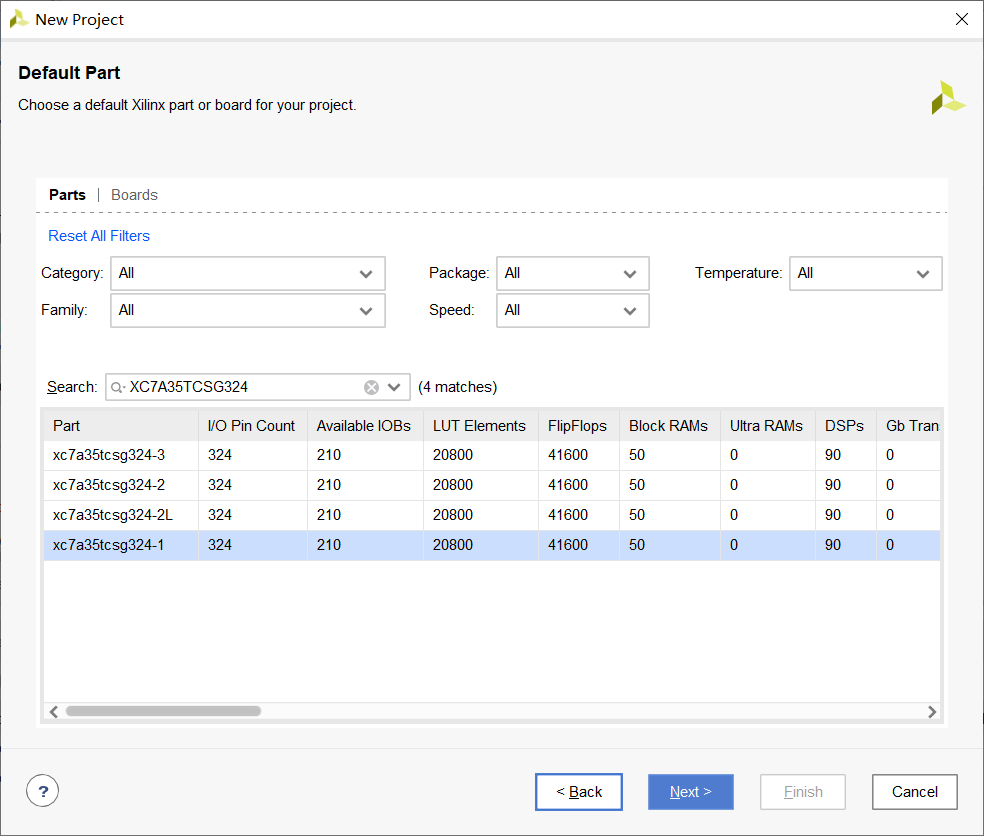 New Project
Default Part
Choose a default Xilinx part or board for your project.
Parts | Boards
Reset All Filters
Category: All Package: All Temperature: All
Family: All Speed: All
Search: XC7A35TCSG324 (4 matches)
Part I/O Pin Count Available IOBs LUT Elements FlipFlops Block RAMs Ultra RAMs DSPs Gb Tran
xc7a35tcsg324-3 324 210 20800 41600 50 0 90 0
xc7a35tcsg324-2 324 210 20800 41600 50 0 90 0
xc7a35tcsg324-2L 324 210 20800 41600 50 0 90 0
xc7a35tcsg324-1 324 210 20800 41600 50 0 90 0
? < Back Next > Finish Cancel